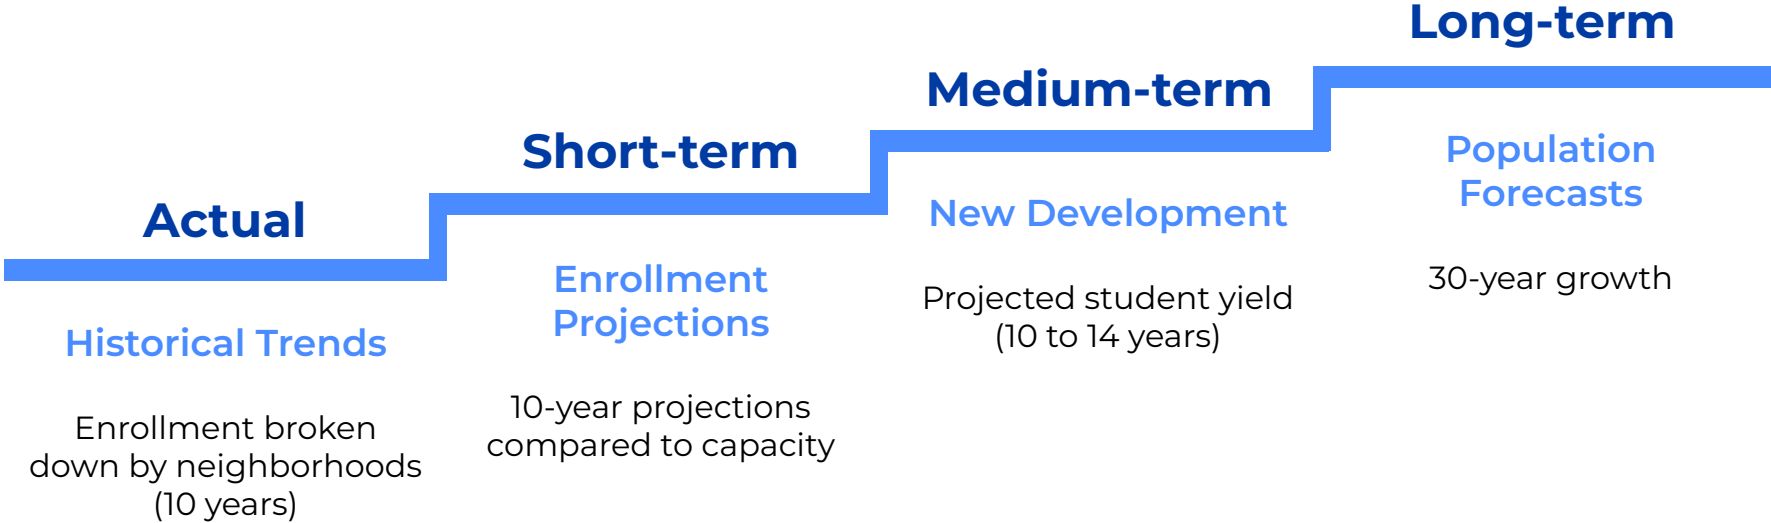 Actual
Historical Trends
Enrollment broken
down by neighborhoods
(10 years)
Short-term
Enrollment
Projections
10-year projections
compared to capacity
Medium-term
New Development
Projected student yield
(10 to 14 years)
Long-term
Population
Forecasts
30-year growth